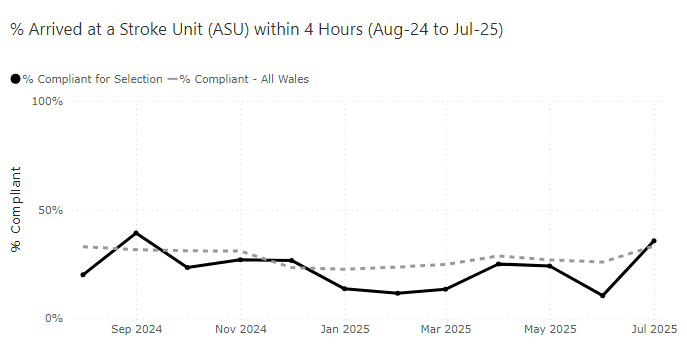 % Arrived at a Stroke Unit (ASU) within 4 Hours (Aug-24 to Jul-25)
% Compliant for Selection % Compliant - All Wales
100%
50%
0%
% Compliant
Sep 2024 Nov 2024 Jan 2025 Mar 2025 May 2025 Jul 2025